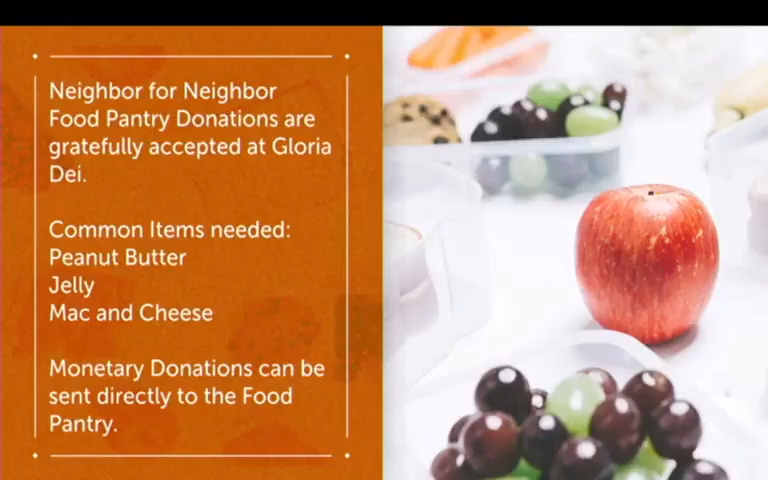 Neighbor for Neighbor
Food Pantry Donations are
gratefully accepted at Gloria
Dei.
Common Items needed:
Peanut Butter
Jelly
Mac and Cheese
Monetary Donations can be
sent directly to the Food
Pantry.